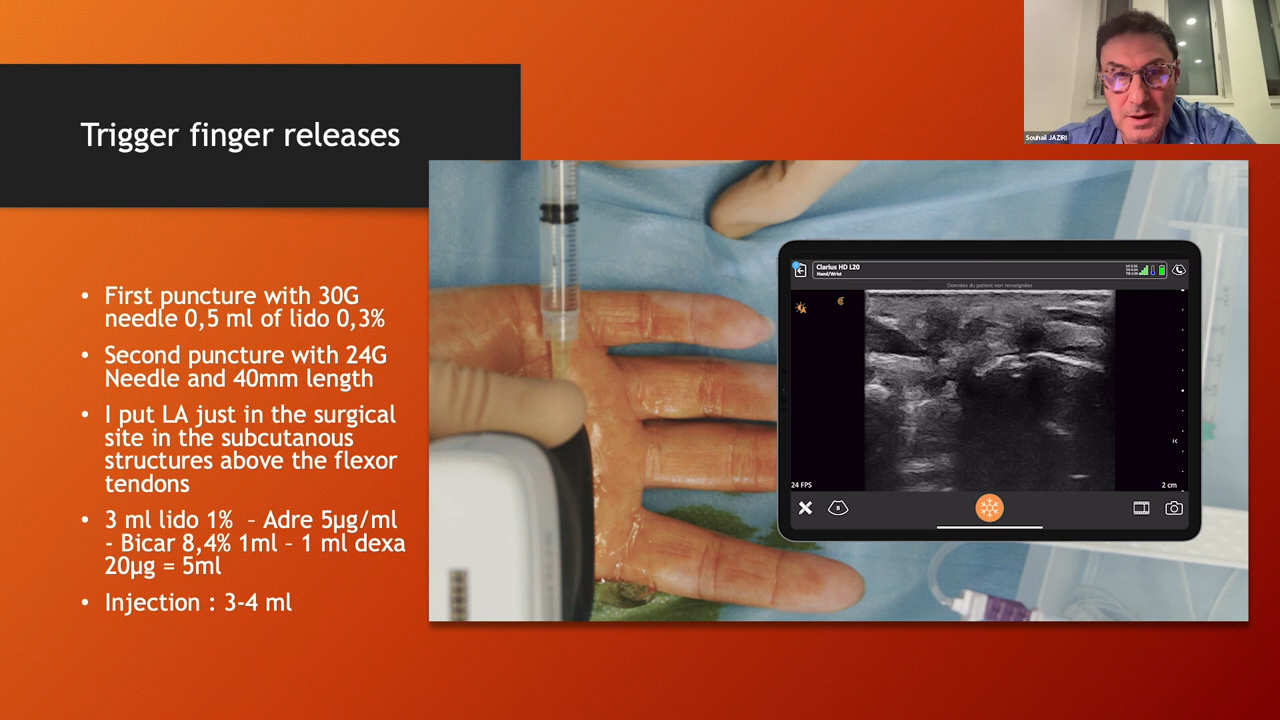 Trigger finger releases
Souhail JAZIRI
• First puncture with 30G
needle 0,5 ml of lido 0,3%
• Second puncture with 24G
Needle and 40mm length
• I put LA just in the surgical
site in the subcutanous
structures above the flexor
tendons
• 3 ml lido 1% – Adre 5µg/ml
- Bicar 8,4% 1ml – 1 ml dexa
20µg = 5ml
• Injection : 3-4 ml
Clarius HD L20
Hand/Wrist
Données du patient non renseignées
24 FPS
2 cm